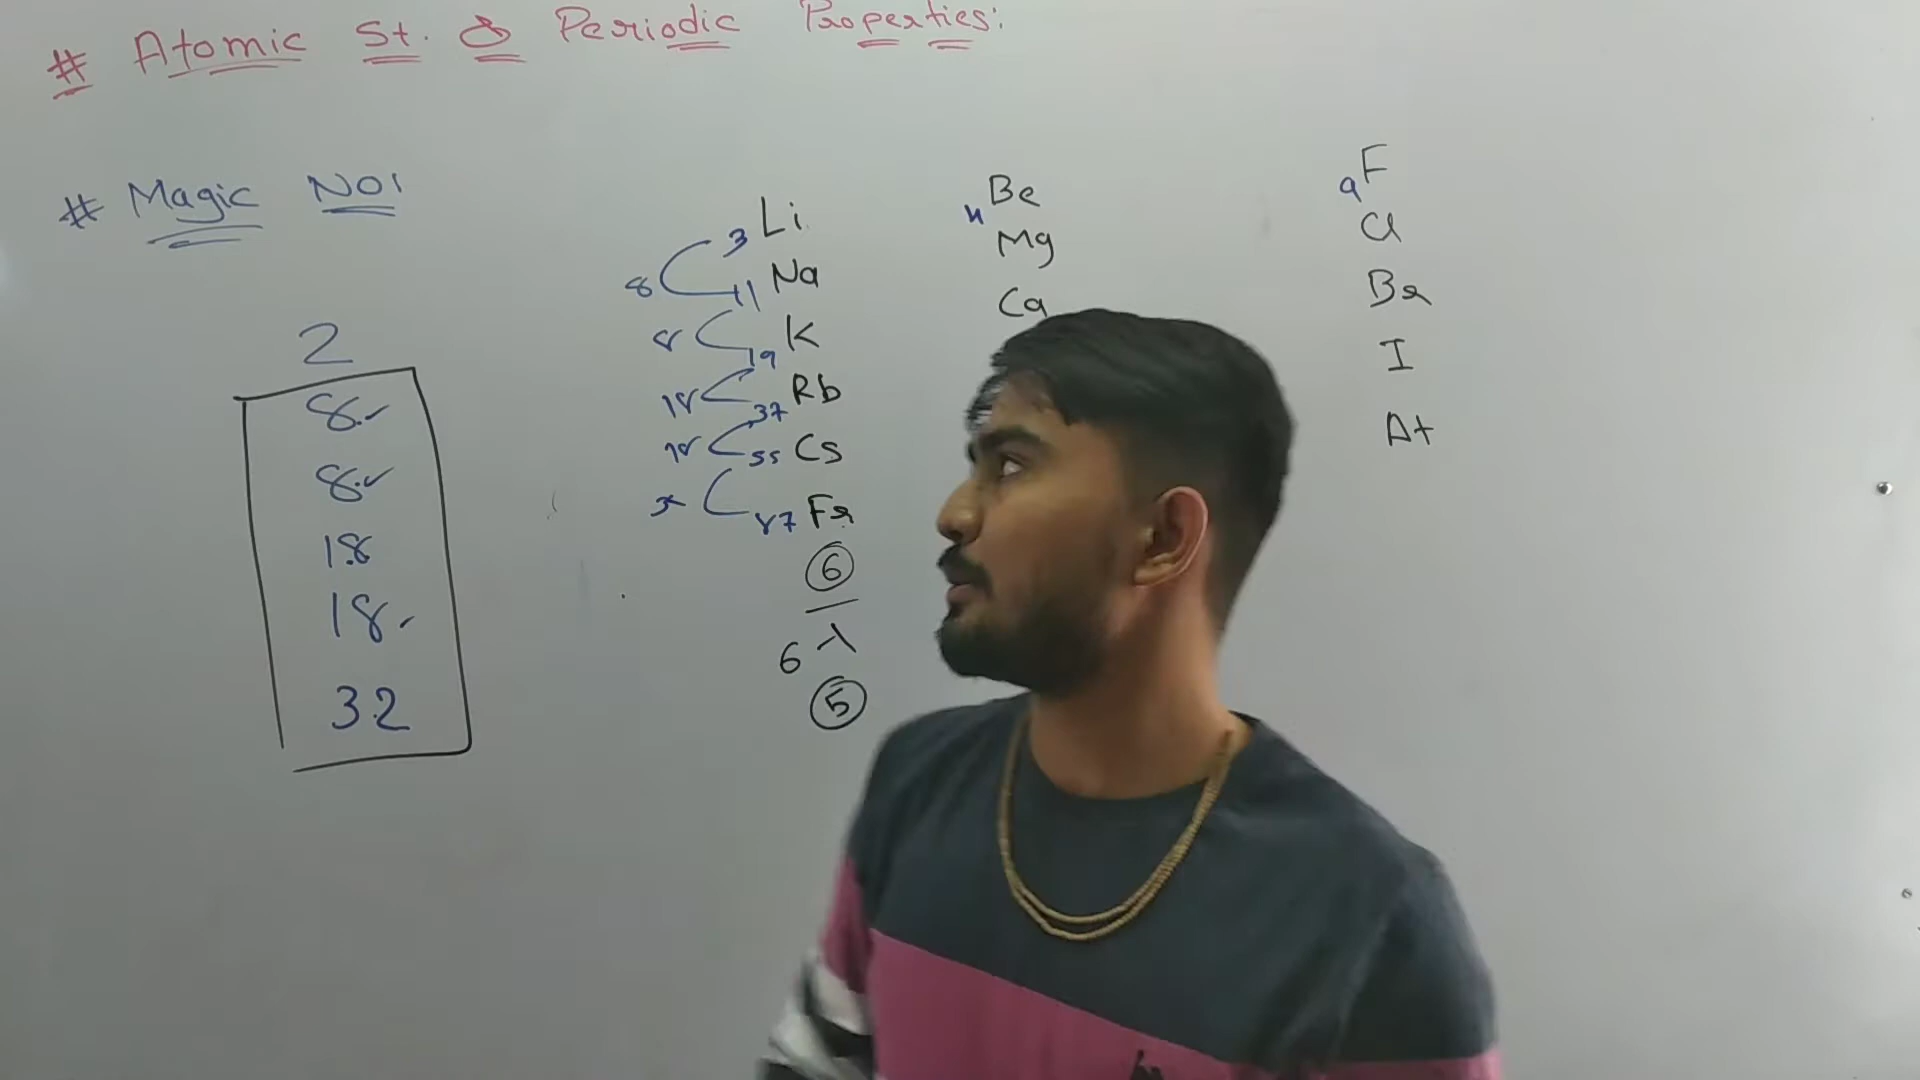 # Atomic St. & Periodic Properties:
# Magic NO!
2
8
8
18
18
32
3 Li
8
11 Na
8
19 K
18
37 Rb
18
55 Cs
87 Fr
6
6
5
4 Be
Mg
Ca
9 F
Cl
Br
I
At